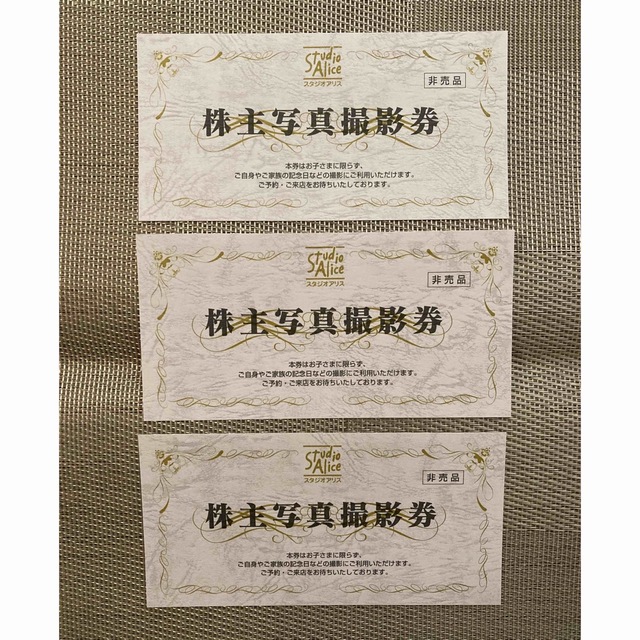 Studio
Alice
スタジオアリス
非売品
株主写真撮影券
本券はお子さまに限らず、
ご自身やご家族の記念日などの撮影にご利用いただけます。
ご予約・ご来店をお待ちいたしております。
Studio
Alice
スタジオアリス
非売品
株主写真撮影券
本券はお子さまに限らず、
ご自身やご家族の記念日などの撮影にご利用いただけます。
ご予約・ご来店をお待ちいたしております。
Studio
Alice
スタジオアリス
非売品
株主写真撮影券
本券はお子さまに限らず、
ご自身やご家族の記念日などの撮影にご利用いただけます。
ご予約・ご来店をお待ちいたしております。